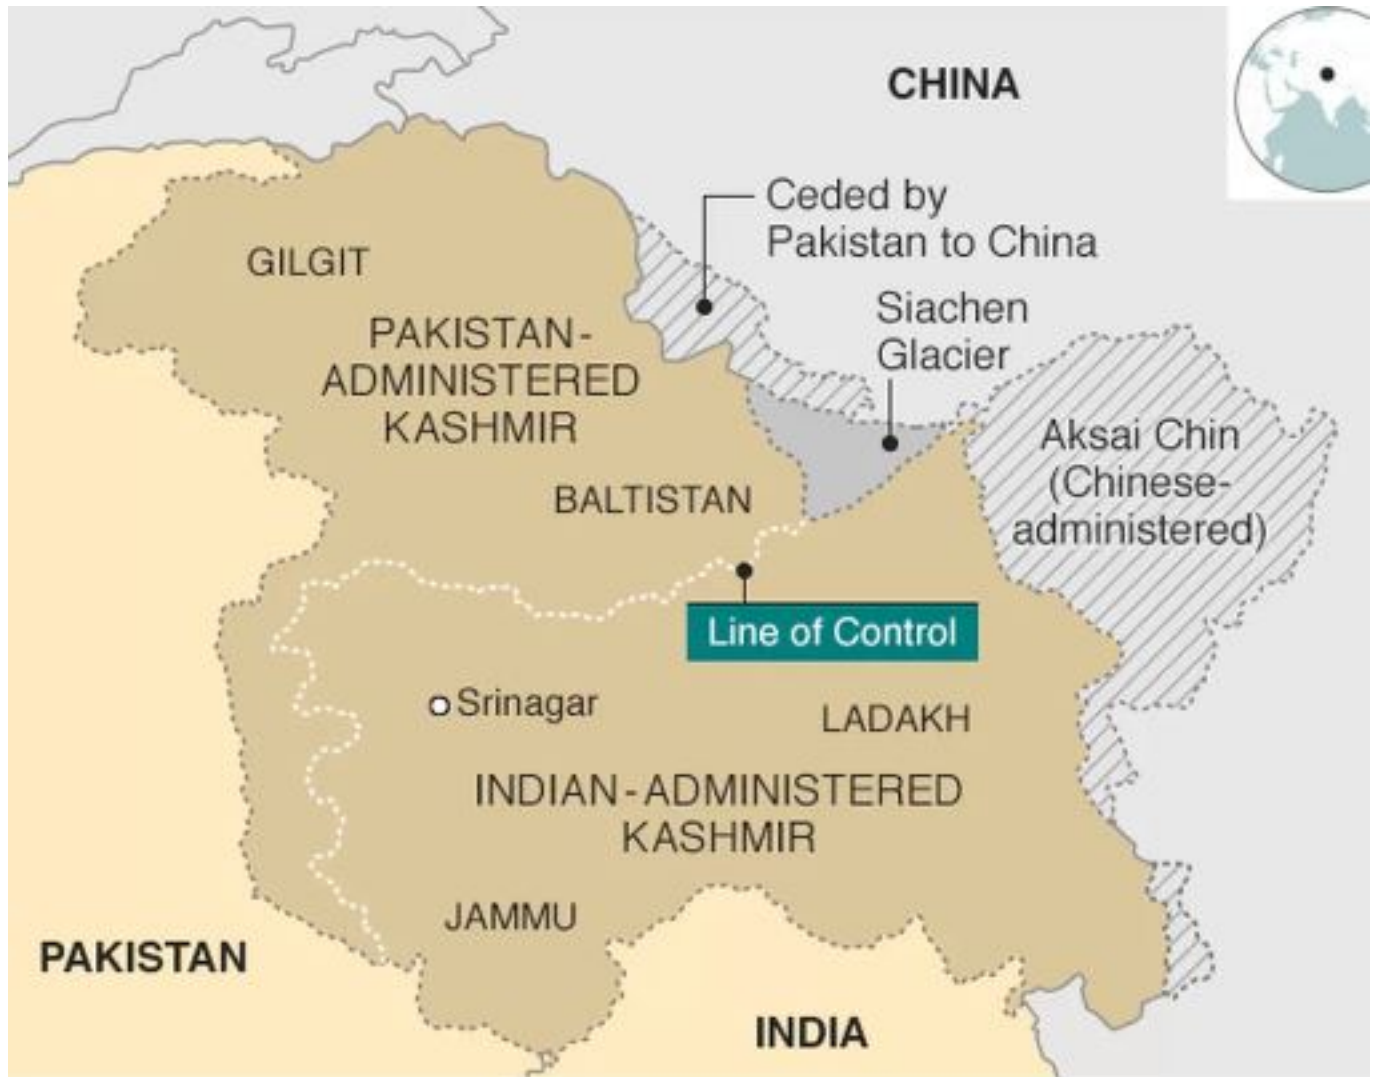 CHINA
Ceded by
Pakistan to China
GILGIT
Siachen
Glacier
PAKISTAN-
ADMINISTERED
KASHMIR
Aksai Chin
(Chinese-
administered)
BALTISTAN
Line of Control
Srinagar
LADAKH
INDIAN-ADMINISTERED
KASHMIR
JAMMU
PAKISTAN
INDIA